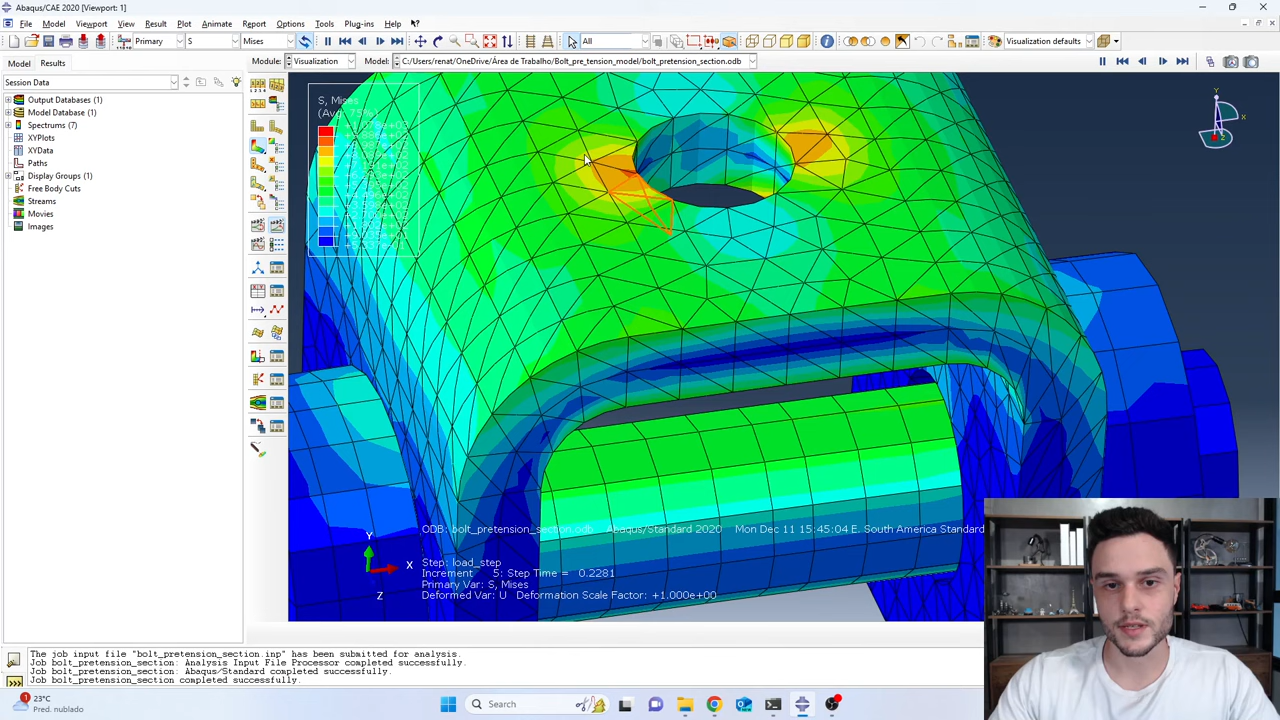 Abaqus/CAE 2020 [Viewport: 1]
File Model Viewport View Result Plot Animate Report Options Tools Plug-ins Help
Primary S Mises All Visualization defaults
Model Results Module: Visualization Model: C:/Users/renat/OneDrive/Área de Trabalho/Bolt_pre_tension_model/bolt_pretension_section.odb
Session Data
Output Databases (1)
Model Database (1)
Spectrums (7)
XYPlots
XYData
Paths
Display Groups (1)
Free Body Cuts
Streams
Movies
Images
S, Mises
(Avg: 75%)
Y
X
Z
Y
X
Z
ODB: bolt_pretension_section.odb Abaqus/Standard 2020 Mon Dec 11 15:45:04 E. South America Standard
Step: load_step
Increment 5: Step Time = 0.2281
Primary Var: S, Mises
Deformed Var: U Deformation Scale Factor: +1.000e+00
The job input file "bolt_pretension_section.inp" has been submitted for analysis.
Job bolt_pretension_section: Analysis Input File Processor completed successfully.
Job bolt_pretension_section: Abaqus/Standard completed successfully.
Job bolt_pretension_section completed successfully.
23°C
Pred. nublado
Search